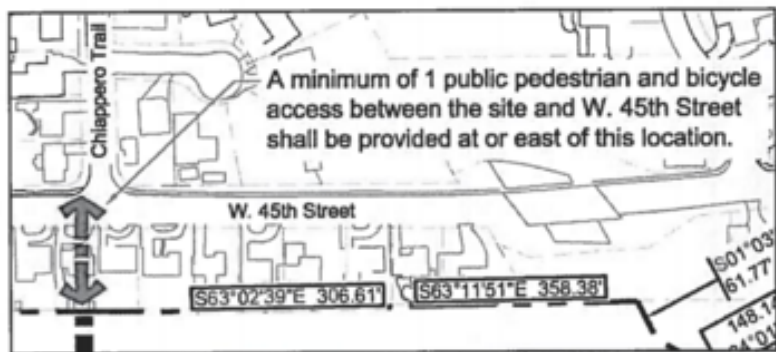 Chiappero Trail
A minimum of 1 public pedestrian and bicycle
access between the site and W. 45th Street
shall be provided at or east of this location.
W. 45th Street
S63°02'39"E 306.61'
S63°11'51"E 358.38'
S01°03'
61.77'
148.1